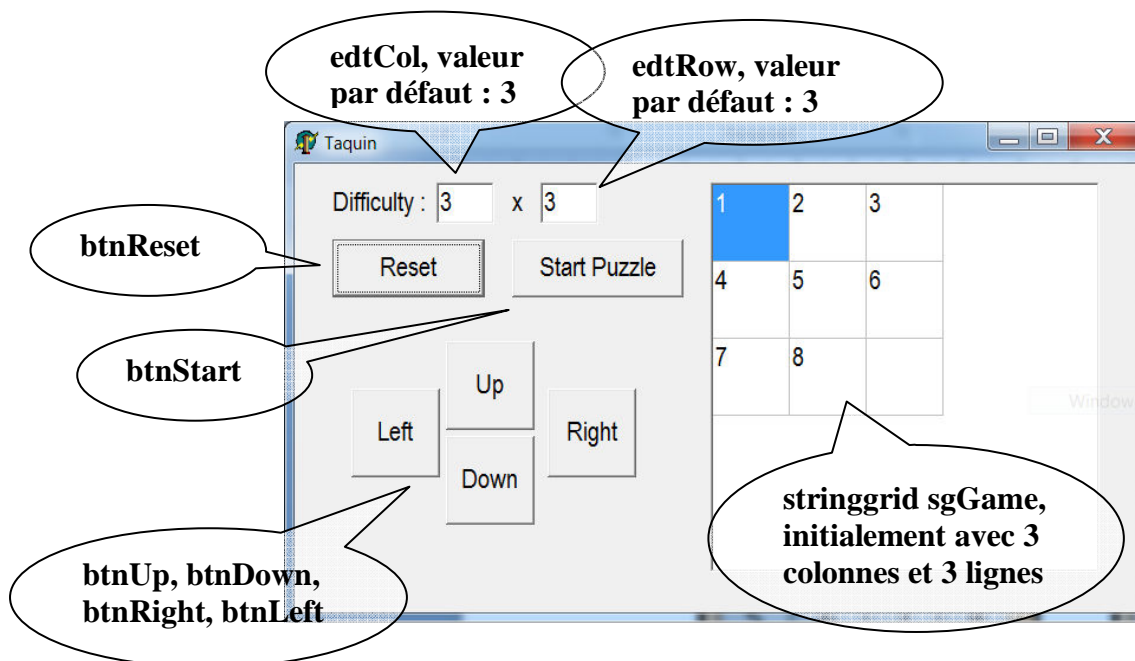 edtCol, valeur
par défaut : 3
edtRow, valeur
par défaut : 3
Taquin
Difficulty : 3 x 3
btnReset
Reset
Start Puzzle
btnStart
Up
Left
Right
Down
btnUp, btnDown,
btnRight, btnLeft
1 2 3
4 5 6
7 8
Window
stringgrid sgGame,
initialement avec 3
colonnes et 3 lignes